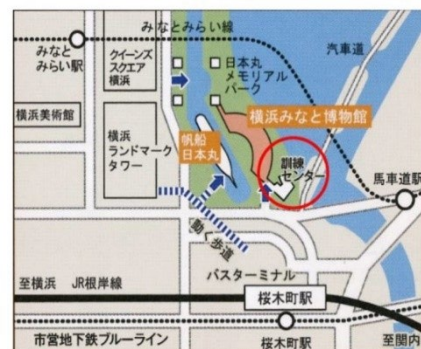 みなとみらい線
みなと
みらい駅
クイーンズ
スクエア
横浜
日本丸
メモリアル
パーク
汽車道
横浜美術館
横浜みなと博物館
横浜
ランドマーク
タワー
帆船
日本丸
訓練
センター
馬車道駅
動く歩道
バスターミナル
至横浜 JR根岸線
桜木町駅
市営地下鉄ブルーライン
桜木町駅
至関内